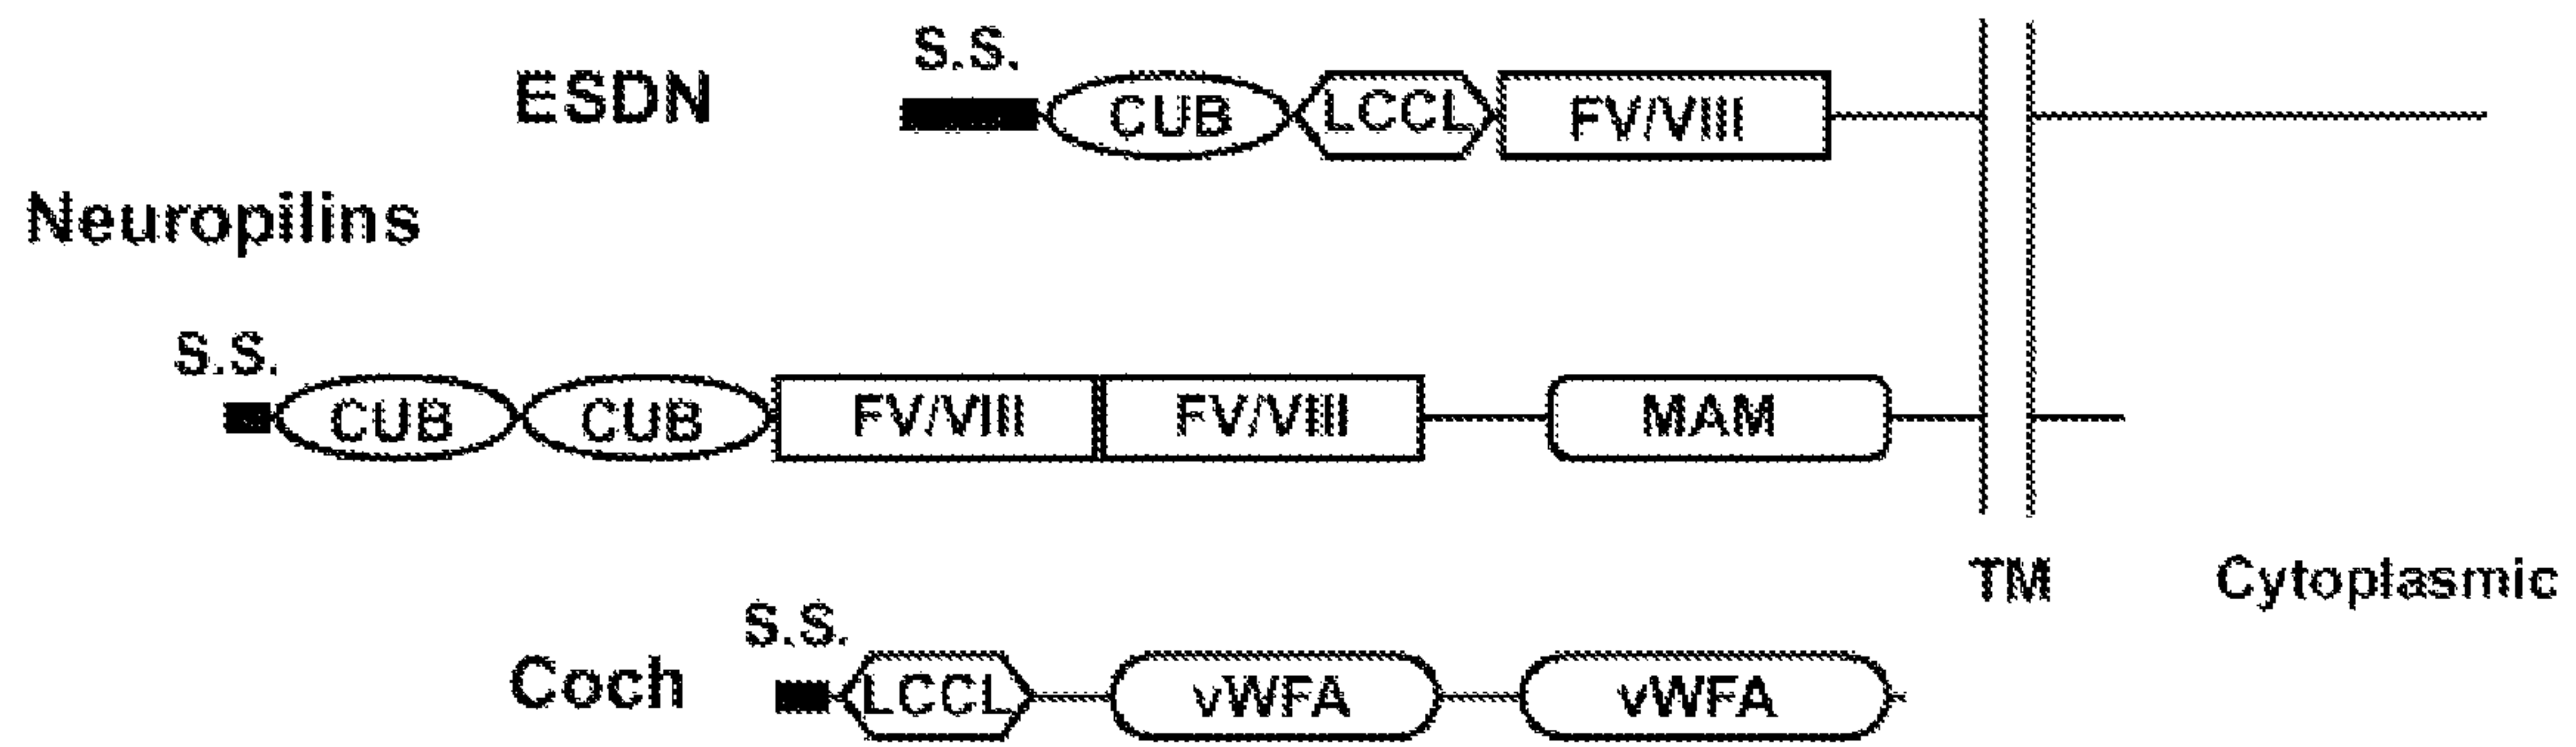 S.S.
ESDN CUB LCCL FV/VIII
Neuropilins
S.S.
CUB CUB FV/VIII FV/VIII MAM
TM Cytoplasmic
S.S.
Coch LCCL vWFA vWFA